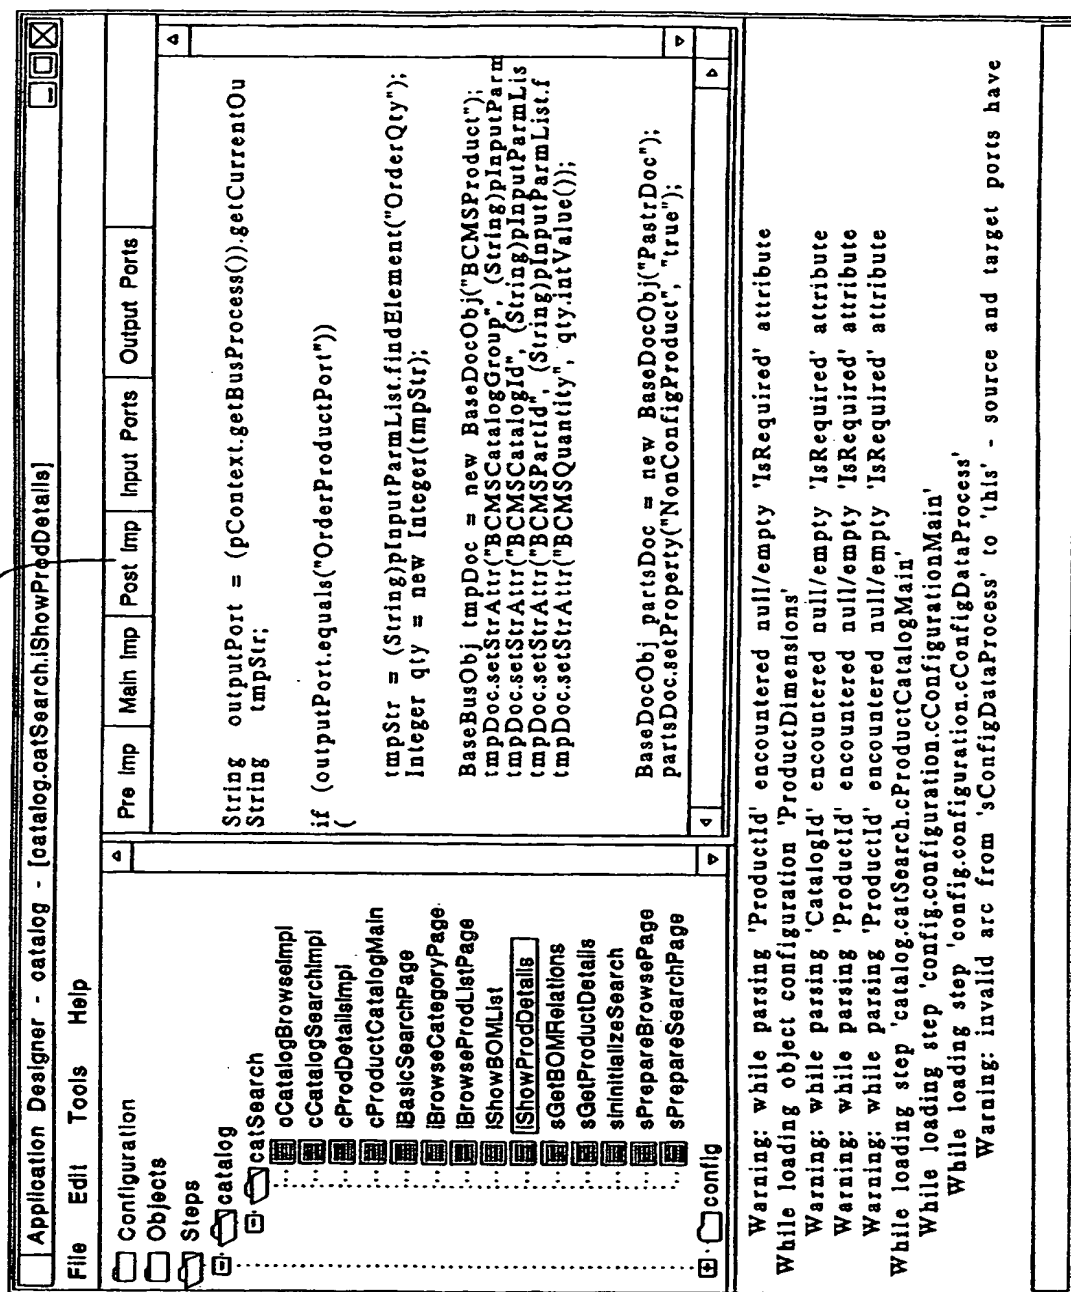 Application Designer - catalog - [catalog.catSearch.iShowProdDetails]
File Edit Tools Help
Configuration
Objects
Steps
catalog
catSearch
cCatalogBrowseImpl
cCatalogSearchImpl
cProdDetailsImpl
cProductCatalogMain
iBasicSearchPage
iBrowseCategoryPage
iBrowseProdListPage
iShowBOMList
iShowProdDetails
sGetBOMRelations
sGetProductDetails
sInInitializeSearch
sPrepareBrowsePage
sPrepareSearchPage
config
Pre Imp Main Imp Post Imp Input Ports Output Ports
String outputPort = (pContext.getBusProcess()).getCurrentOu
String tmpStr;
if (outputPort.equals("OrderProductPort"))
(
tmpStr = (String)pInputParmList.findElement("OrderQty");
Integer qty = new Integer(tmpStr);
BaseBusObj tmpDoc = new BaseDocObj("BCMSProduct");
tmpDoc.setStrAttr("BCMSCatalogGroup", (String)pInputParm
tmpDoc.setStrAttr("BCMSCatalogId", (String)pInputParmLis
tmpDoc.setStrAttr("BCMSPartId", (String)pInputParmList.f
tmpDoc.setStrAttr("BCMSQuantity", qty.intValue());
BaseDocObj partsDoc = new BaseDocObj("PastrDoc");
partsDoc.setProperty("NonConfigProduct", "true");
Warning: while parsing 'ProductId' encountered null/empty 'IsRequired' attribute
While loading object configuration 'ProductDimensions'
Warning: while parsing 'CatalogId' encountered null/empty 'IsRequired' attribute
Warning: while parsing 'ProductId' encountered null/empty 'IsRequired' attribute
Warning: while parsing 'ProductId' encountered null/empty 'IsRequired' attribute
While loading step 'catalog.catSearch.cProductCatalogMain'
While loading step 'config.configuration.cConfigurationMain'
While loading step 'config.configuration.cConfigDataProcess'
Warning: invalid arc from 'sConfigDataProcess' to 'this' - source and target ports have